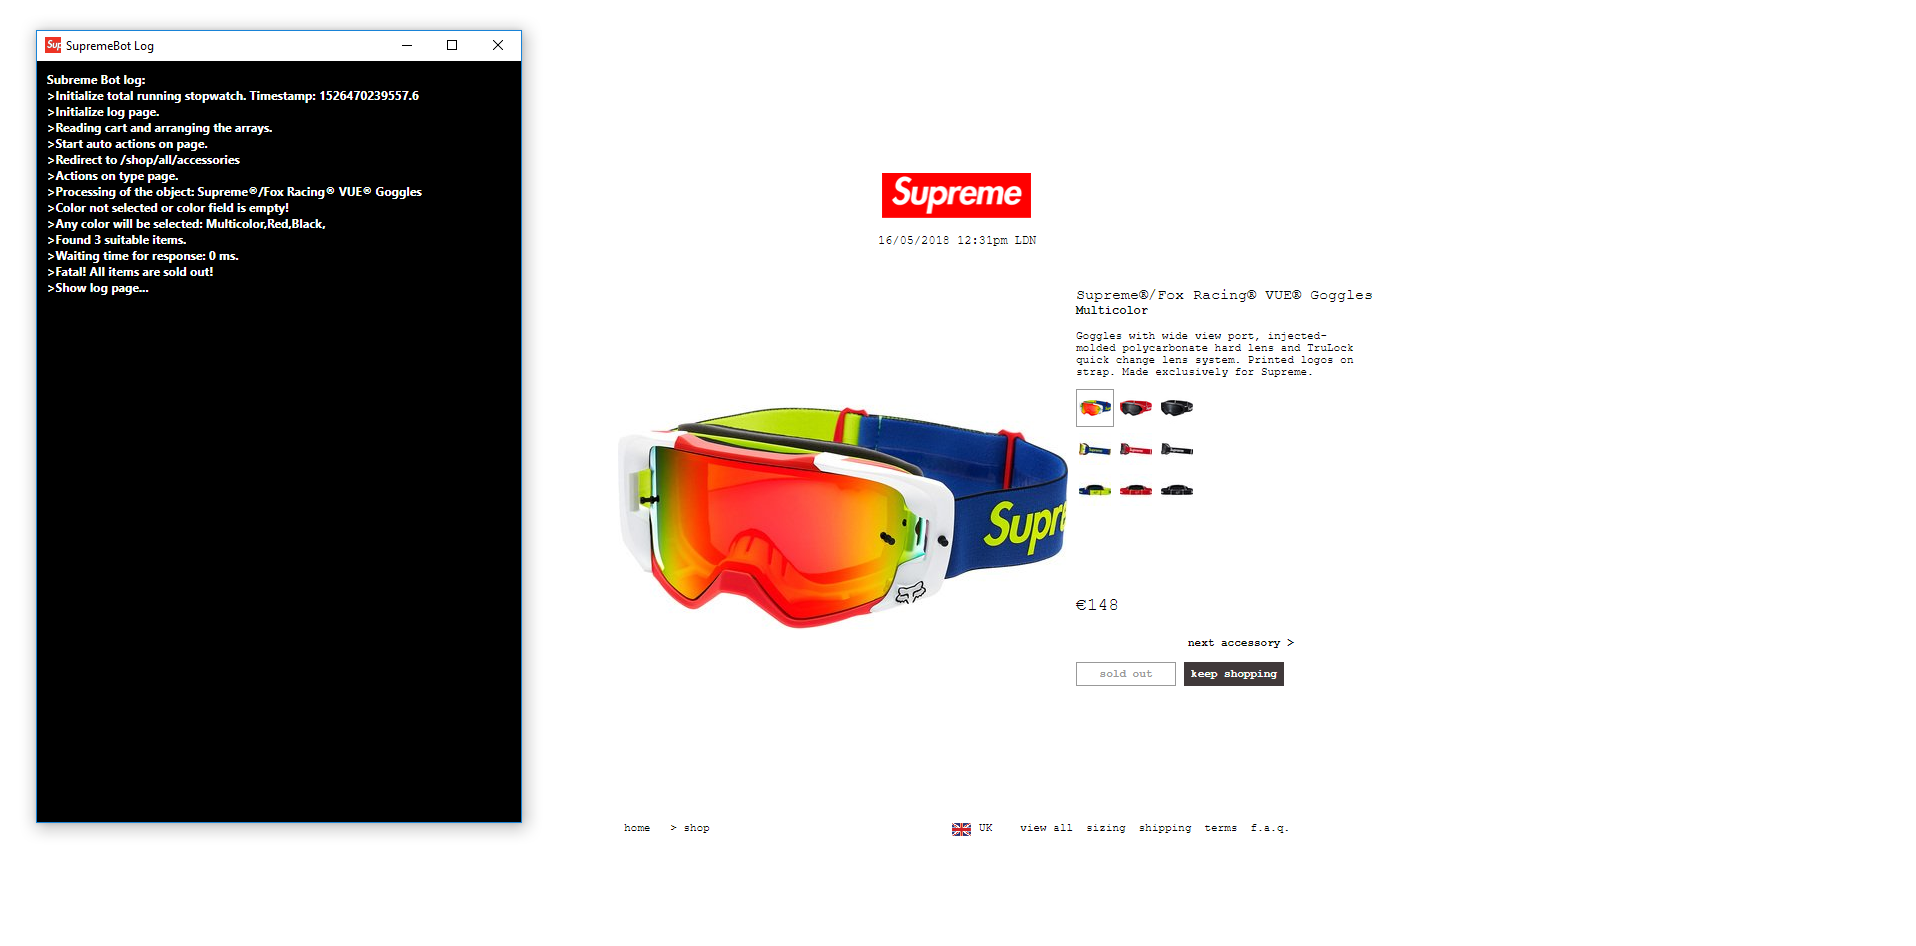 SupremeBot Log
Subreme Bot log:
>Initialize total running stopwatch. Timestamp: 1526470239557.6
>Initialize log page.
>Reading cart and arranging the arrays.
>Start auto actions on page.
>Redirect to /shop/all/accessories
>Actions on type page.
>Processing of the object: Supreme®/Fox Racing® VUE® Goggles
>Color not selected or color field is empty!
>Any color will be selected: Multicolor,Red,Black,
>Found 3 suitable items.
>Waiting time for response: 0 ms.
>Fatal! All items are sold out!
>Show log page...
Supreme
16/05/2018 12:31pm LDN
Supreme®/Fox Racing® VUE® Goggles
Multicolor
Goggles with wide view port, injected-
molded polycarbonate hard lens and TruLock
quick change lens system. Printed logos on
strap. Made exclusively for Supreme.
Supre
€148
next accessory >
sold out
keep shopping
home > shop
UK view all sizing shipping terms f.a.q.